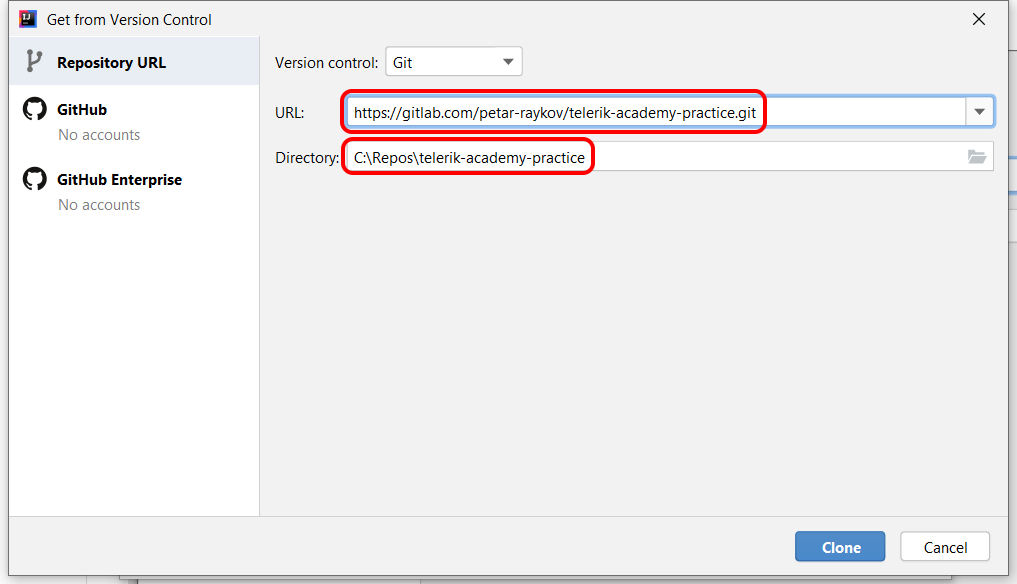 Get from Version Control
Repository URL
GitHub
No accounts
GitHub Enterprise
No accounts
Version control: Git
URL: https://gitlab.com/petar-raykov/telerik-academy-practice.git
Directory: C:\Repos\telerik-academy-practice
Clone Cancel